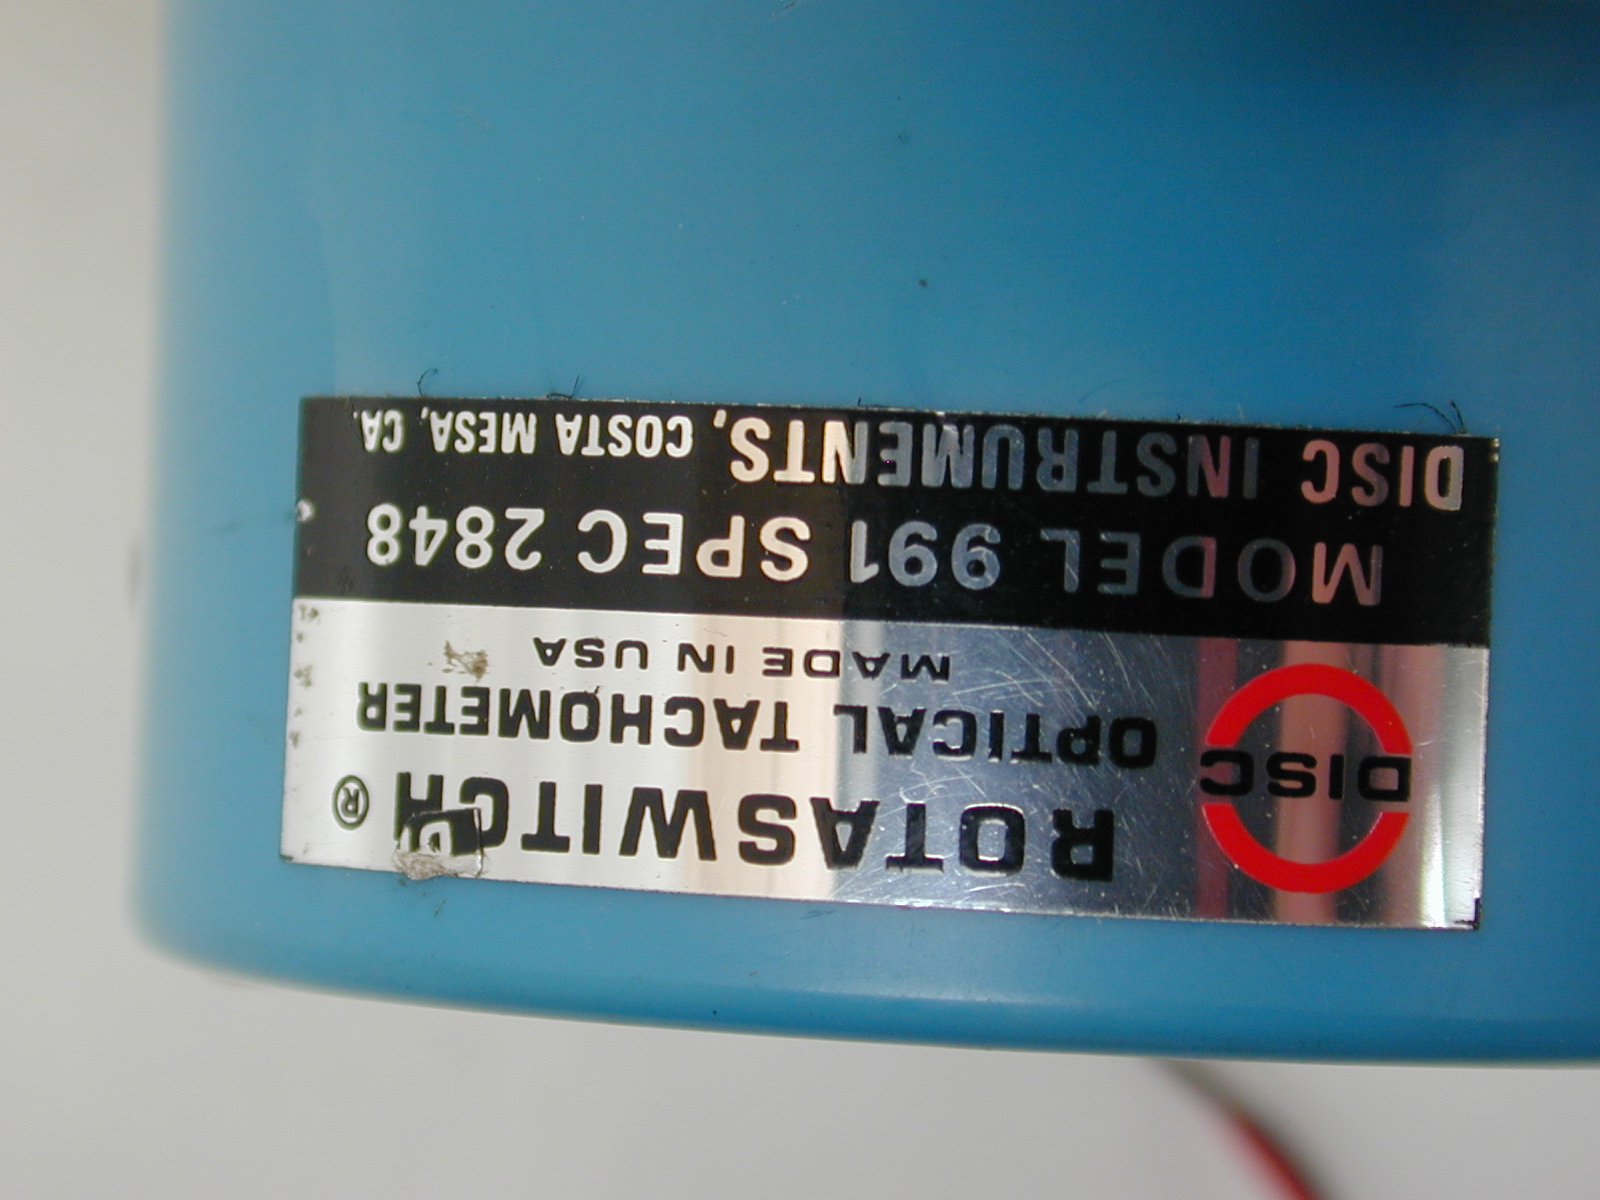 DISC
ROTASWITCH®
OPTICAL TACHOMETER
MADE IN USA
MODEL 991 SPEC 2848
DISC INSTRUMENTS, COSTA MESA, CA.